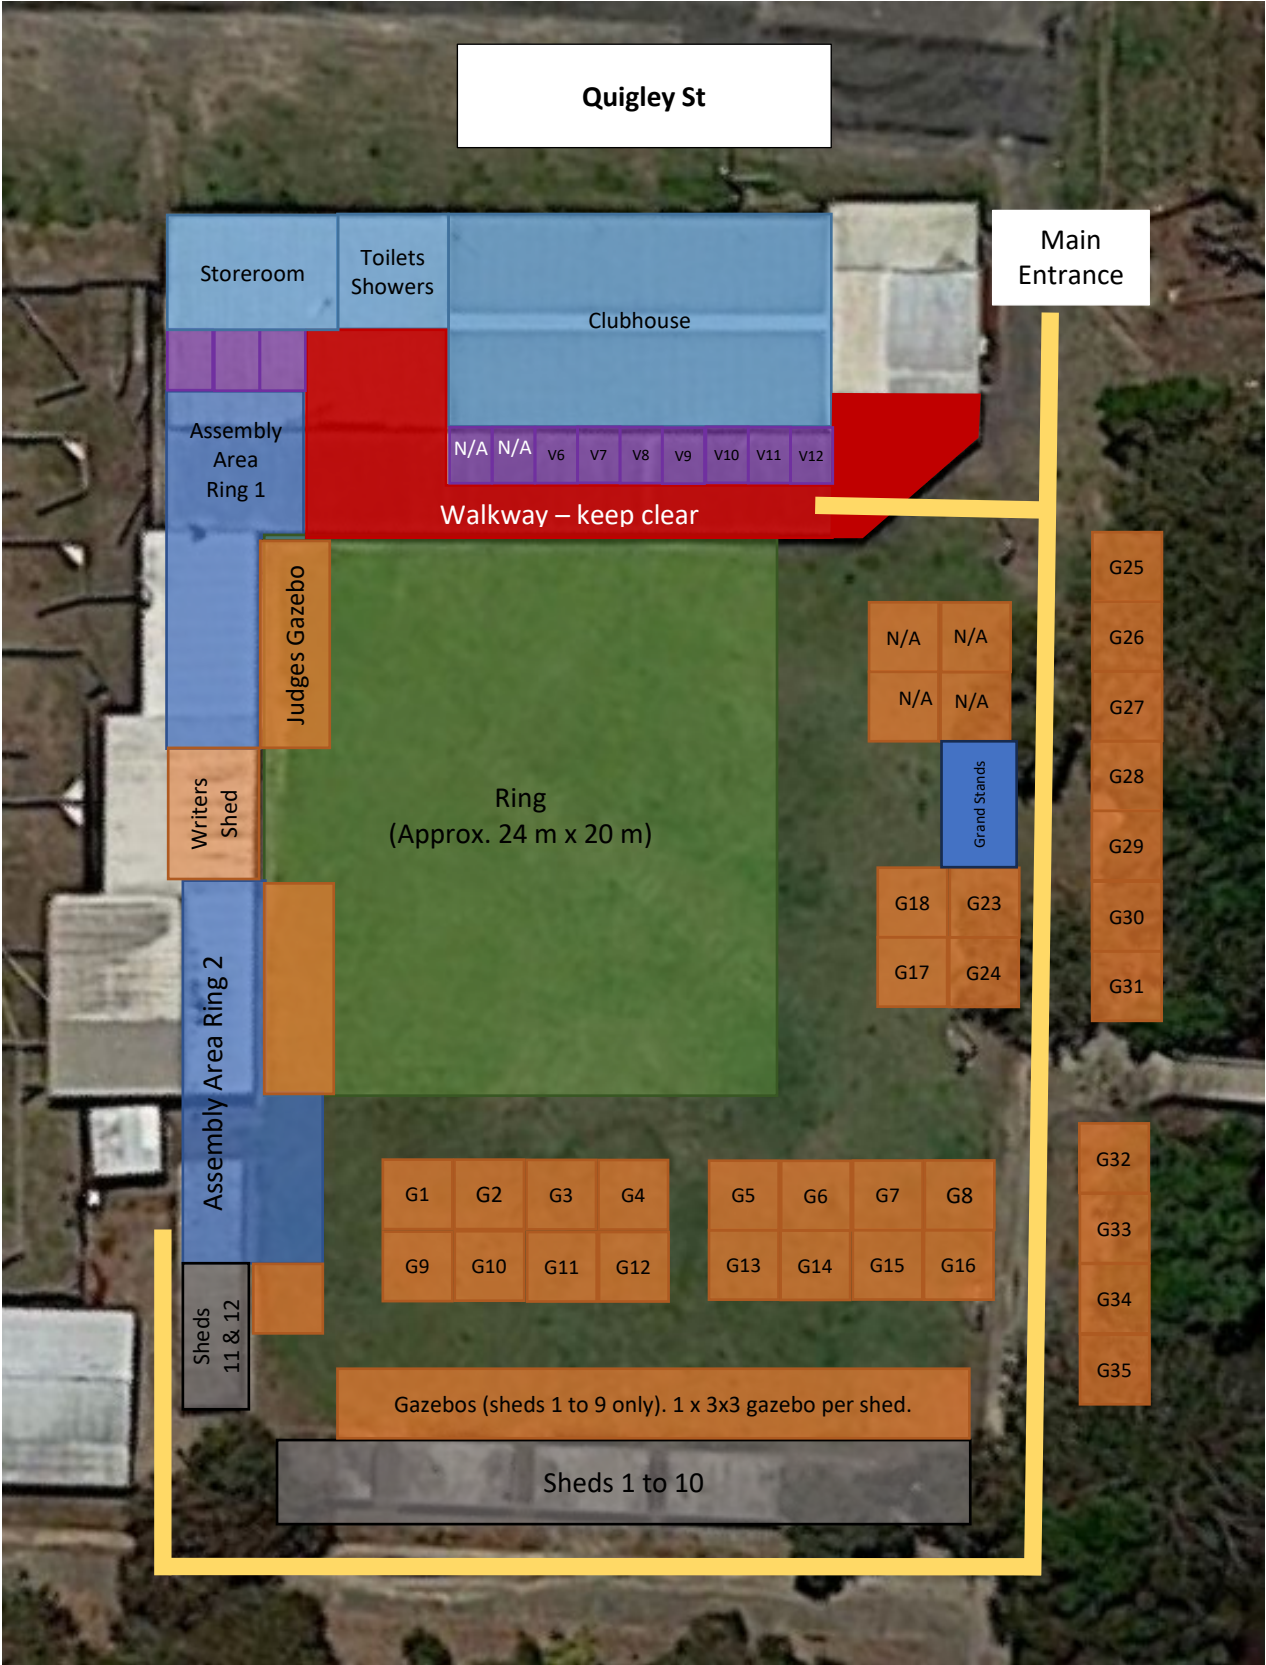 Quigley St
Main
Entrance
Storeroom
Toilets
Showers
Clubhouse
Assembly
Area
Ring 1
N/A
N/A
V6
V7
V8
V9
V10
V11
V12
Walkway – keep clear
Judges Gazebo
N/A
N/A
N/A
N/A
Grand Stands
G25
G26
G27
G28
G29
G30
G31
Writers
Shed
Ring
(Approx. 24 m x 20 m)
G18
G23
G17
G24
Assembly Area Ring 2
G1
G2
G3
G4
G5
G6
G7
G8
G9
G10
G11
G12
G13
G14
G15
G16
G32
G33
G34
G35
Sheds
11 & 12
Gazebos (sheds 1 to 9 only). 1 x 3x3 gazebo per shed.
Sheds 1 to 10